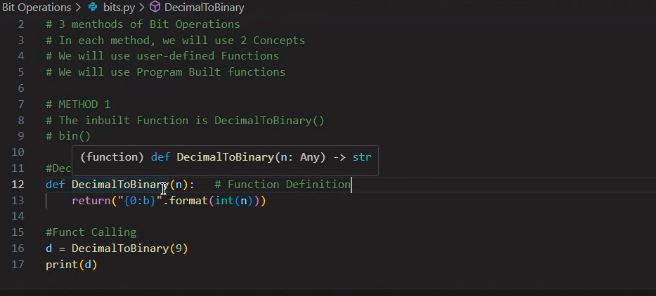 Bit Operations > bits.py > DecimalToBinary
2 # 3 menthods of Bit Operations
3 # In each method, we will use 2 Concepts
4 # We will use user-defined Functions
5 # We will use Program Built functions
6
7 # METHOD 1
8 # The inbuilt Function is DecimalToBinary()
9 # bin()
10
(function) def DecimalToBinary(n: Any) -> str
11 #Dec
12 def DecimalToBinary(n): # Function Definition
13 return("{0:b}".format(int(n)))
14
15 #Funct Calling
16 d = DecimalToBinary(9)
17 print(d)